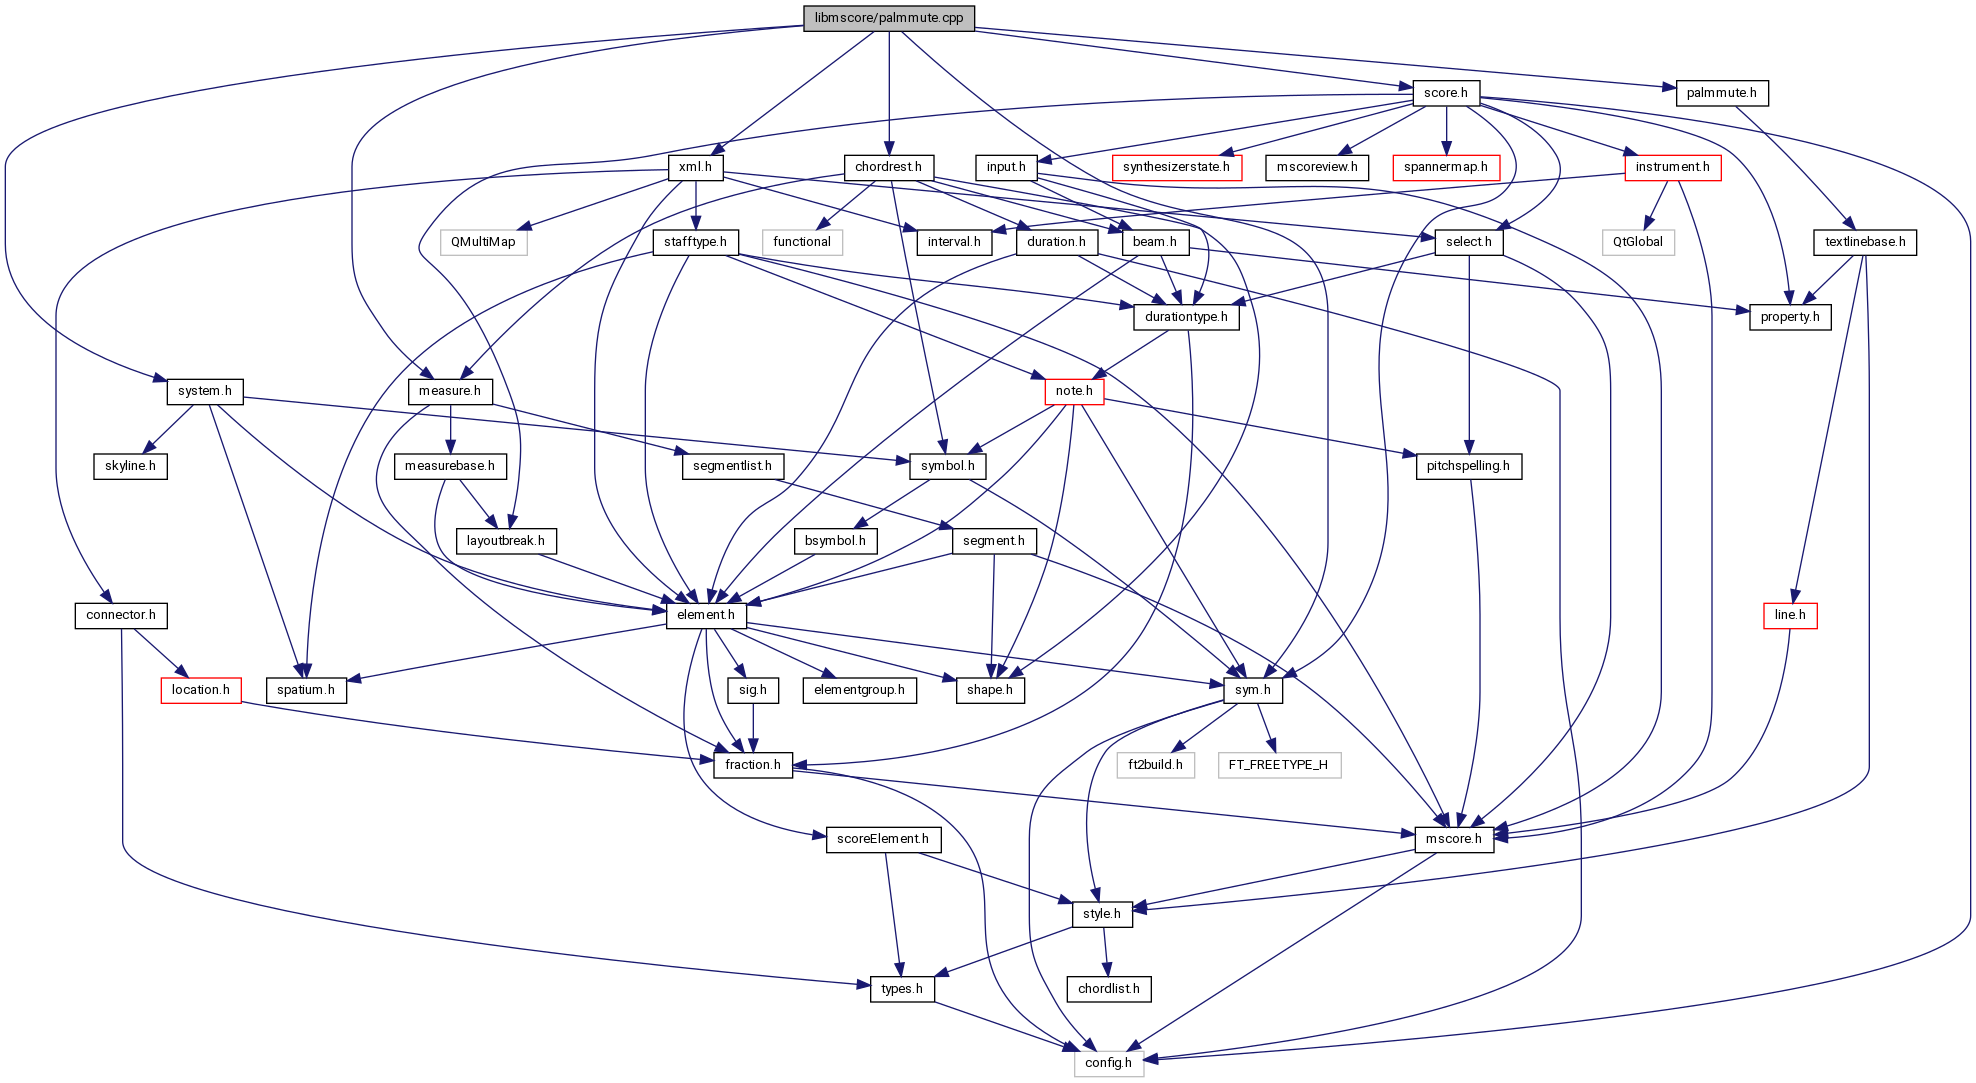 libmscore/palmmute.cpp
score.h
palmmute.h
xml.h
chordrest.h
input.h
synthesizerstate.h
mscoreview.h
spannermap.h
instrument.h
QMultiMap
stafftype.h
functional
interval.h
duration.h
beam.h
select.h
QtGlobal
textlinebase.h
durationtype.h
property.h
system.h
measure.h
note.h
skyline.h
measurebase.h
segmentlist.h
symbol.h
pitchspelling.h
layoutbreak.h
bsymbol.h
segment.h
connector.h
element.h
line.h
location.h
spatium.h
sig.h
elementgroup.h
shape.h
sym.h
fraction.h
ft2build.h
FT_FREETYPE_H
scoreElement.h
mscore.h
style.h
types.h
chordlist.h
config.h